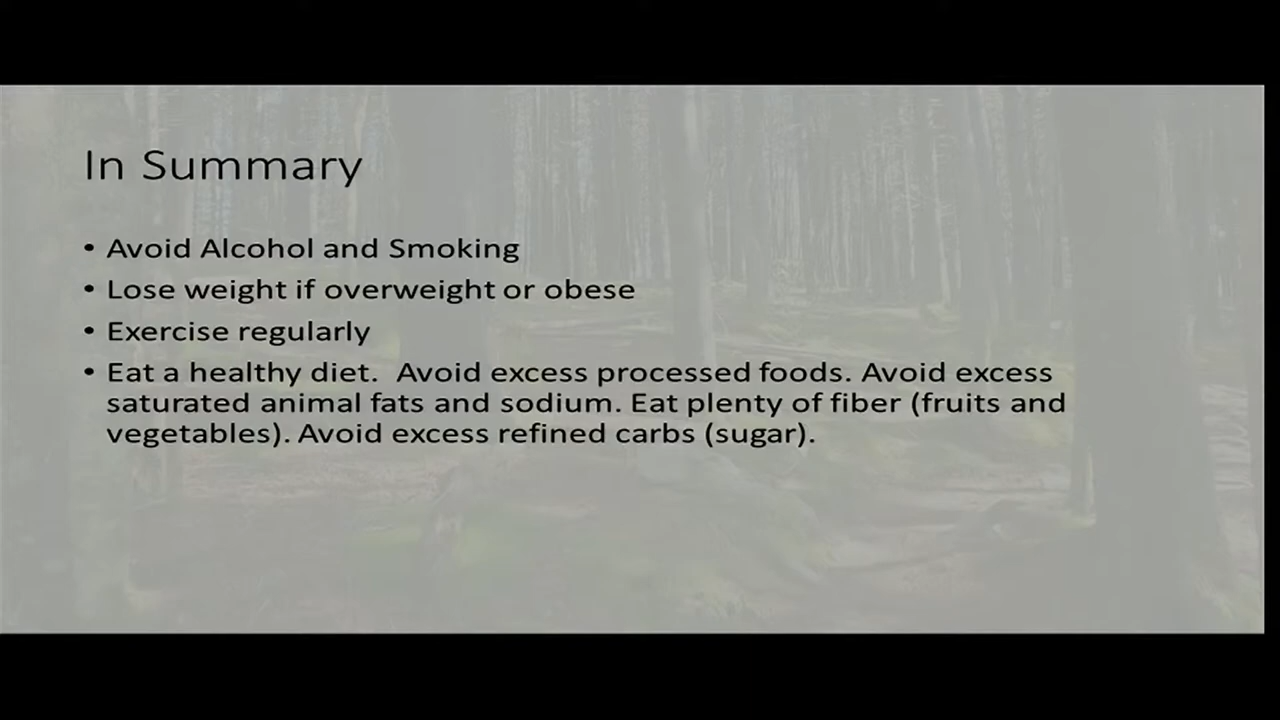 In Summary
• Avoid Alcohol and Smoking
• Lose weight if overweight or obese
• Exercise regularly
• Eat a healthy diet.  Avoid excess processed foods. Avoid excess
saturated animal fats and sodium. Eat plenty of fiber (fruits and
vegetables). Avoid excess refined carbs (sugar).